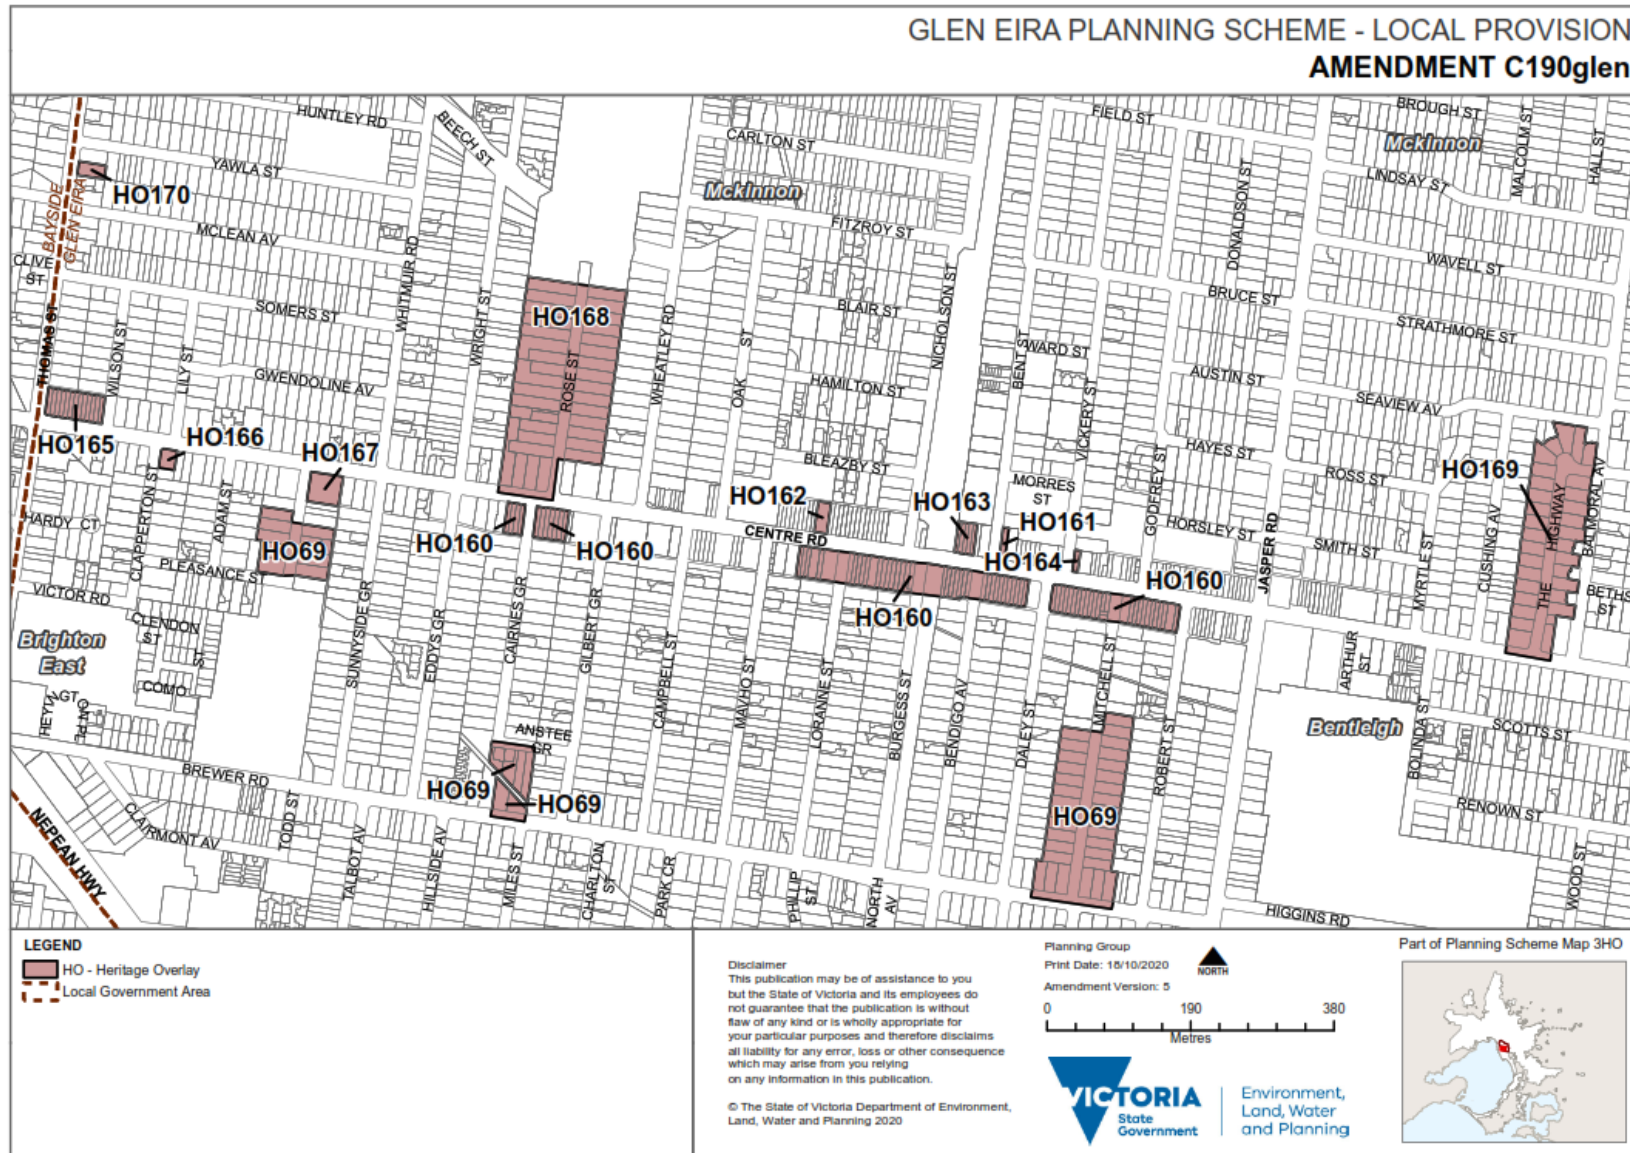 GLEN EIRA PLANNING SCHEME - LOCAL PROVISION
AMENDMENT C190glen
HUNTLEY RD
BEECH ST
CARLTON ST
FIELD ST
BROUGH ST
Mckinnon
MALCOLM ST
HALL ST
YAWLA ST
HO170
Mckinnon
LINDSAY ST
DONALDSON ST
BAYSIDE
GLEN EIRA
MCLEAN AV
FITZROY ST
CLIVE
ST
WHITMUIR RD
WAVELL ST
SOMERS ST
WRIGHT ST
HO168
BLAIR ST
NICHOLSON ST
BRUCE ST
STRATHMORE ST
THOMAS ST
WILSON ST
LILY ST
GWENDOLINE AV
ROSE ST
WHEATLEY RD
OAK ST
HAMILTON ST
BENT ST
WARD ST
AUSTIN ST
SEAVIEW AV
VICKERY ST
HO165
HO166
HO167
BLEAZBY ST
HAYES ST
ROSS ST
HO169
CLAPPERTON ST
ADAM ST
HO162
HO163
MORRES
ST
GODFREY ST
HORSLEY ST
HARDY CT
HO69
HO160
HO160
CENTRE RD
HO161
HO164
HO160
JASPER RD
SMITH ST
MYRTLE ST
CUSHING AV
THE HIGHWAY
BALMORAL AV
PLEASANCE ST
VICTOR RD
HO160
BETHS
ST
CLENDON
ST
ST
Brighton
East
SUNNYSIDE GR
EDDYS GR
CAIRNES GR
GILBERT GR
CAMPBELL ST
MAVHO ST
LORANNE ST
BURGESS ST
BENDIGO AV
DALEY ST
MITCHELL ST
ROBERT ST
ARTHUR
ST
COMO
Bentleigh
BOLINDA ST
SCOTTS ST
ANSTEE
GR
BREWER RD
HO69
HO69
HO69
RENOWN ST
CLAIRMONT AV
TODD ST
NEPEAN HWY
TALBOT AV
HILLSIDE AV
MILES ST
CHARLTON
ST
PARK CR
PHILLIP
ST
NORTH
AV
HIGGINS RD
WOOD ST
LEGEND
HO - Heritage Overlay
Local Government Area
Disclaimer
This publication may be of assistance to you
but the State of Victoria and its employees do
not guarantee that the publication is without
flaw of any kind or is wholly appropriate for
your particular purposes and therefore disclaims
all liability for any error, loss or other consequence
which may arise from you relying
on any information in this publication.
© The State of Victoria Department of Environment,
Land, Water and Planning 2020
Planning Group
Print Date: 18/10/2020
Amendment Version: 5
NORTH
0 190 380
Metres
VICTORIA
State
Government
Environment,
Land, Water
and Planning
Part of Planning Scheme Map 3HO